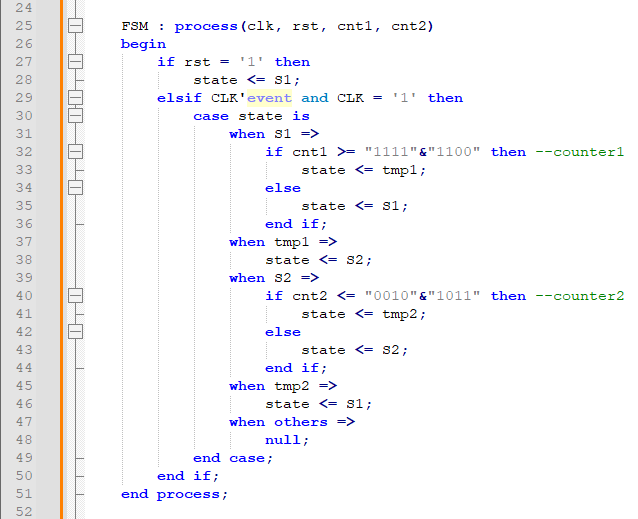 24
25 FSM : process(clk, rst, cnt1, cnt2)
26 begin
27 if rst = '1' then
28 state <= S1;
29 elsif CLK'event and CLK = '1' then
30 case state is
31 when S1 =>
32 if cnt1 >= "1111"&"1100" then --counter1
33 state <= tmp1;
34 else
35 state <= S1;
36 end if;
37 when tmp1 =>
38 state <= S2;
39 when S2 =>
40 if cnt2 <= "0010"&"1011" then --counter2
41 state <= tmp2;
42 else
43 state <= S2;
44 end if;
45 when tmp2 =>
46 state <= S1;
47 when others =>
48 null;
49 end case;
50 end if;
51 end process;
52